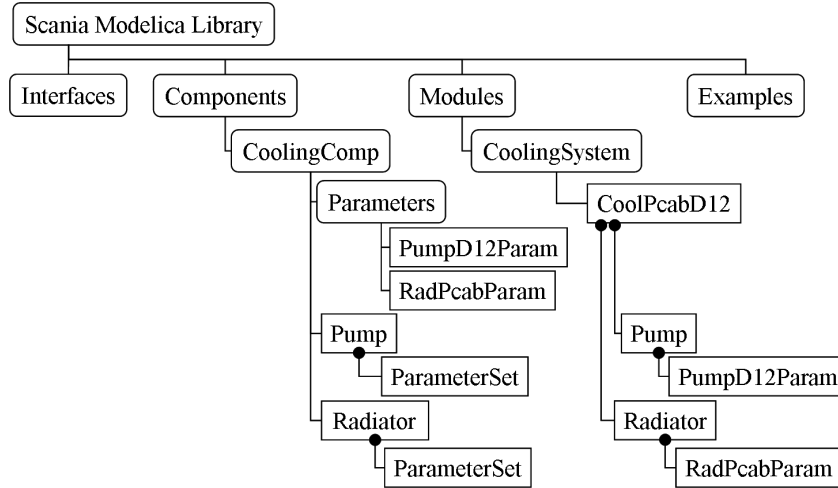 Scania Modelica Library
Interfaces
Components
Modules
Examples
CoolingComp
CoolingSystem
Parameters
CoolPcabD12
PumpD12Param
RadPcabParam
Pump
Pump
ParameterSet
PumpD12Param
Radiator
Radiator
ParameterSet
RadPcabParam